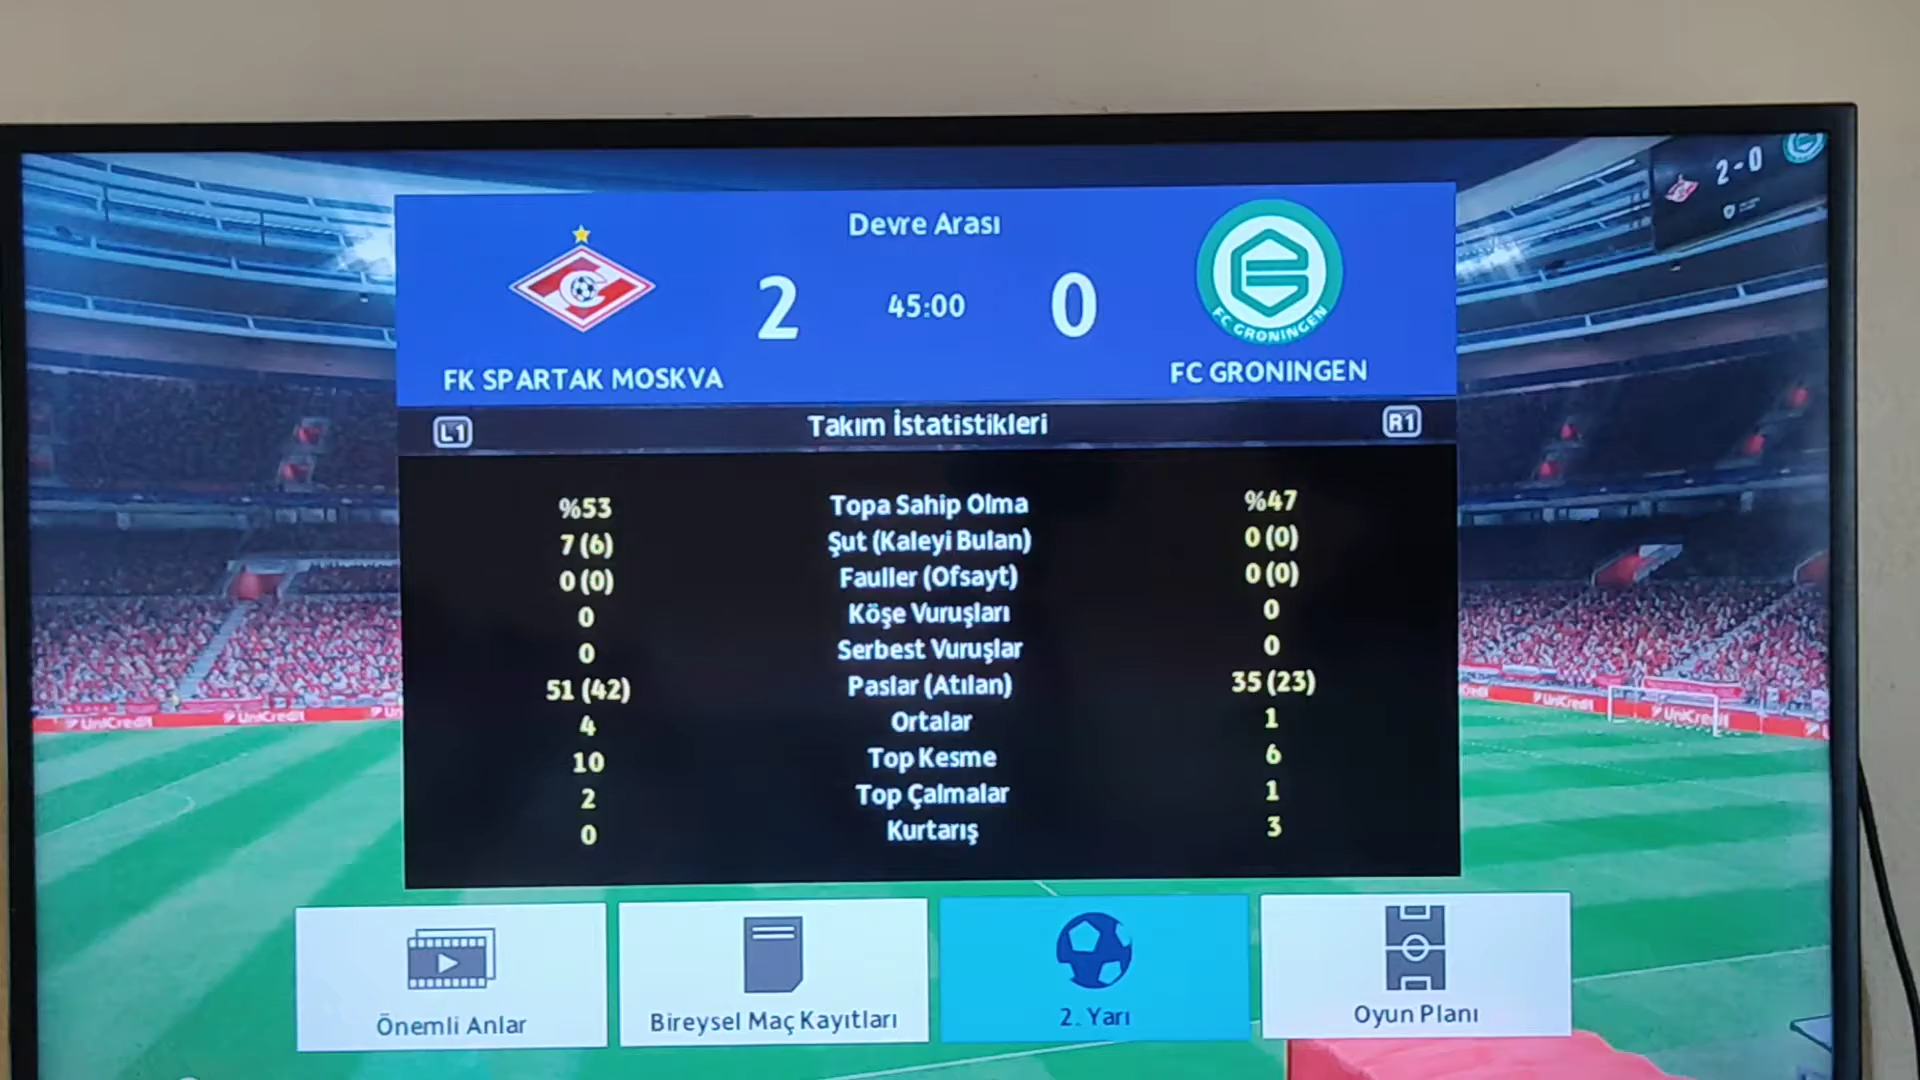 2 - 0
Devre Arası
2 45:00 0
FC GRONINGEN
FK SPARTAK MOSKVA FC GRONINGEN
L1 Takım İstatistikleri R1
%53 Topa Sahip Olma %47
7 (6) Şut (Kaleyi Bulan) 0 (0)
0 (0) Fauller (Ofsayt) 0 (0)
0 Köşe Vuruşları 0
0 Serbest Vuruşlar 0
51 (42) Paslar (Atılan) 35 (23)
4 Ortalar 1
10 Top Kesme 6
2 Top Çalmalar 1
0 Kurtarış 3
UniCredit UniCredit UniCredit UniCredit
Önemli Anlar
Bireysel Maç Kayıtları
2. Yarı
Oyun Planı